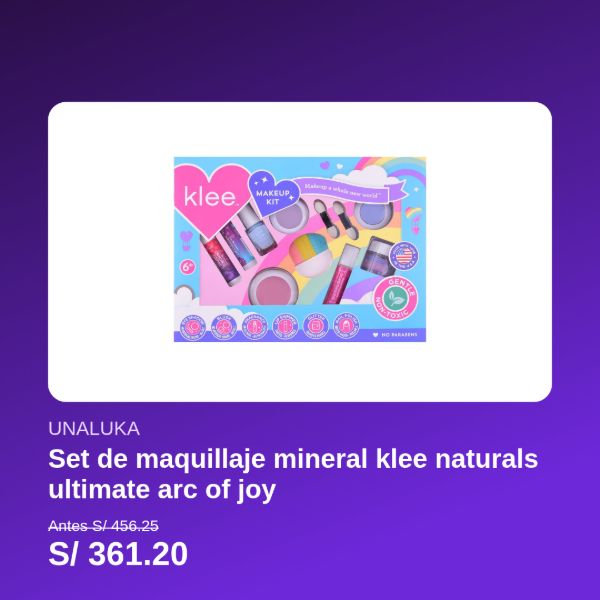 klee
MAKEUP
KIT
Makeup a whole new world
6+
GENTLE
NON-TOXIC
NO PARABENS
UNALUKA
Set de maquillaje mineral klee naturals
ultimate arc of joy
Antes S/ 456.25
S/ 361.20